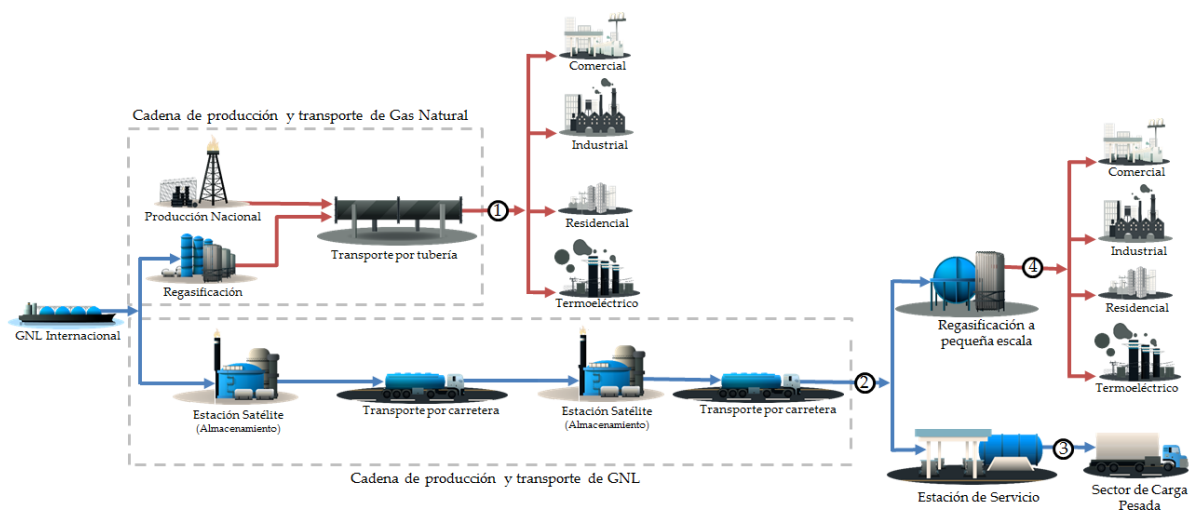 Comercial
Cadena de producción y transporte de Gas Natural
Industrial
Producción Nacional
1
Residencial
Transporte por tubería
Regasificación
Termoeléctrico
GNL Internacional
Estación Satélite
(Almacenamiento)
Transporte por carretera
Estación Satélite
(Almacenamiento)
Transporte por carretera
2
Cadena de producción y transporte de GNL
Regasificación a
pequeña escala
4
Comercial
Industrial
Residencial
Termoeléctrico
Estación de Servicio
3
Sector de Carga
Pesada